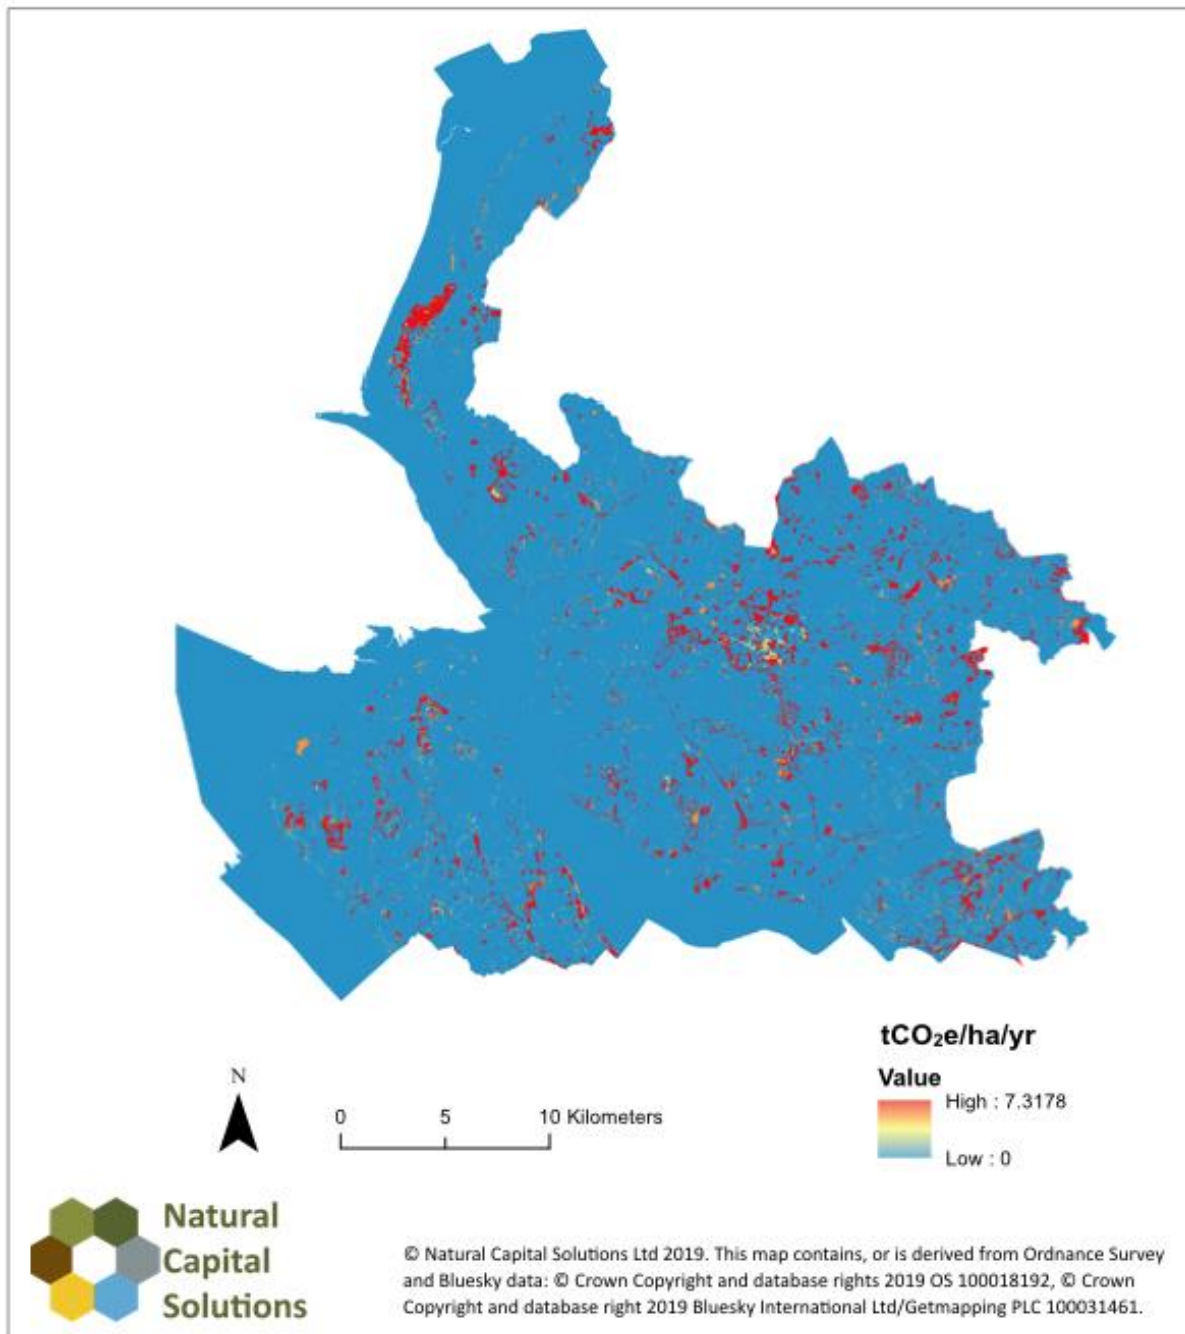 tCO₂e/ha/yr
Value
High : 7.3178
Low : 0
N
0 5 10 Kilometers
Natural
Capital
Solutions
© Natural Capital Solutions Ltd 2019. This map contains, or is derived from Ordnance Survey
and Bluesky data: © Crown Copyright and database rights 2019 OS 100018192, © Crown
Copyright and database right 2019 Bluesky International Ltd/Getmapping PLC 100031461.